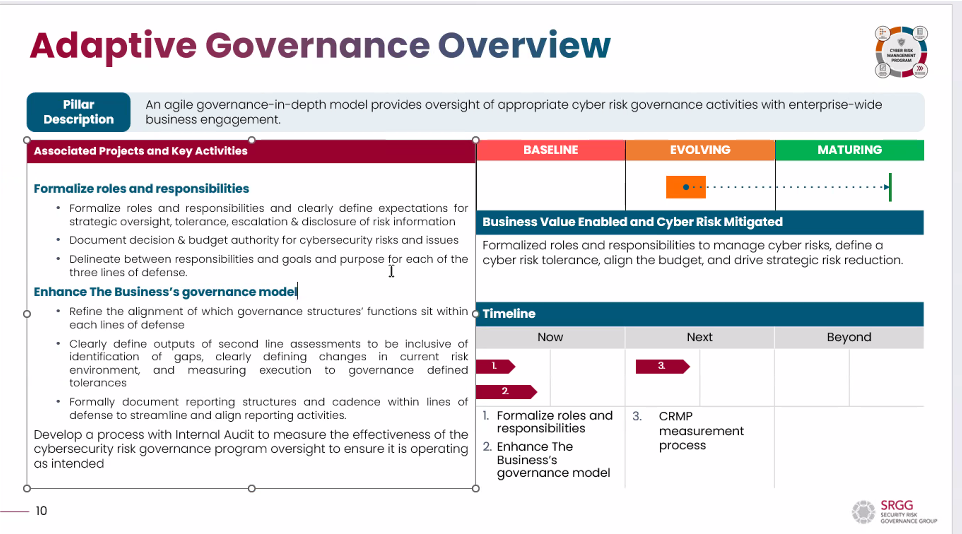 Adaptive Governance Overview
CYBER RISK
MANAGEMENT
PROGRAM
Pillar
Description
An agile governance-in-depth model provides oversight of appropriate cyber risk governance activities with enterprise-wide
business engagement.
Associated Projects and Key Activities
Formalize roles and responsibilities
• Formalize roles and responsibilities and clearly define expectations for
strategic oversight, tolerance, escalation & disclosure of risk information
• Document decision & budget authority for cybersecurity risks and issues
• Delineate between responsibilities and goals and purpose for each of the
three lines of defense.
Enhance The Business's governance model
• Refine the alignment of which governance structures' functions sit within
each lines of defense
• Clearly define outputs of second line assessments to be inclusive of
identification of gaps, clearly defining changes in current risk
environment, and measuring execution to governance defined
tolerances
• Formally document reporting structures and cadence within lines of
defense to streamline and align reporting activities.
Develop a process with Internal Audit to measure the effectiveness of the
cybersecurity risk governance program oversight to ensure it is operating
as intended
BASELINE
EVOLVING
MATURING
Business Value Enabled and Cyber Risk Mitigated
Formalized roles and responsibilities to manage cyber risks, define a
cyber risk tolerance, align the budget, and drive strategic risk reduction.
Timeline
Now
Next
Beyond
1.
3.
2.
1. Formalize roles and
responsibilities
2. Enhance The
Business's
governance model
3. CRMP
measurement
process
10
SRGG
SECURITY RISK
GOVERNANCE GROUP